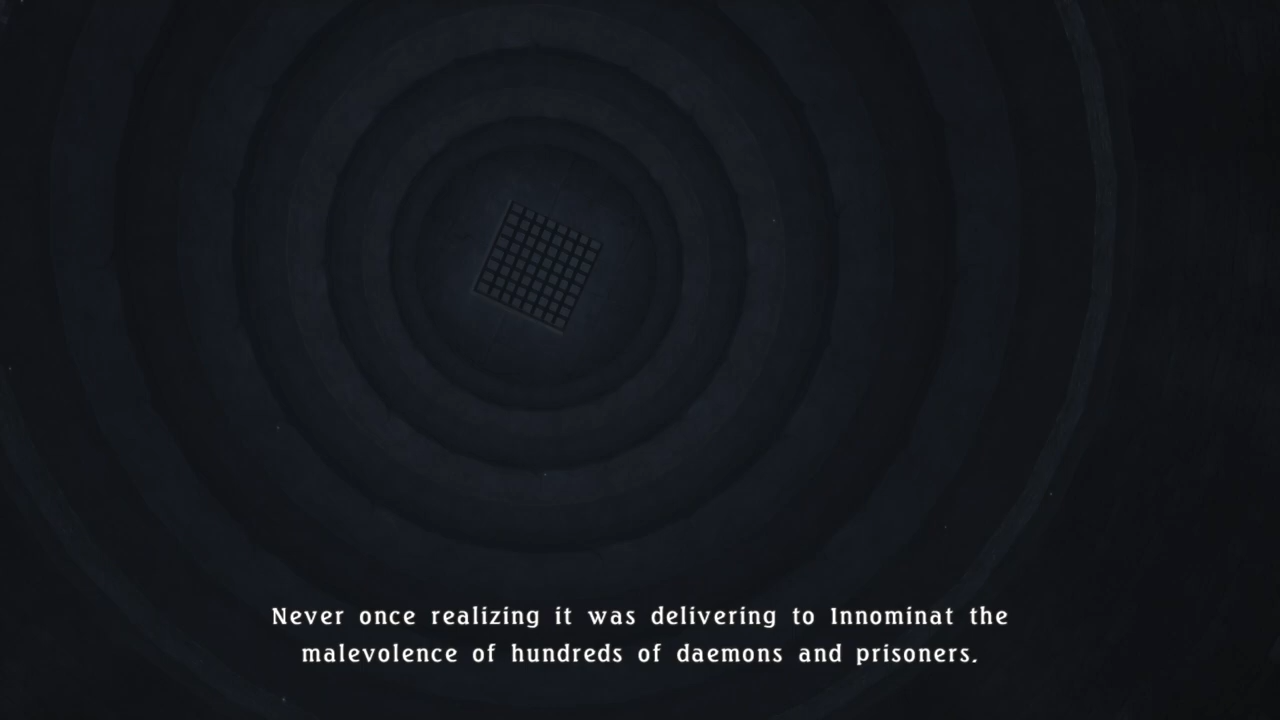 Never once realizing it was delivering to Innominat the
malevolence of hundreds of daemons and prisoners.